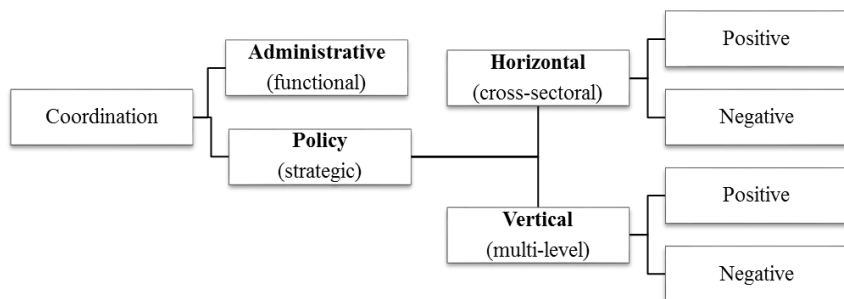 Coordination
Administrative
(functional)
Policy
(strategic)
Horizontal
(cross-sectoral)
Vertical
(multi-level)
Positive
Negative
Positive
Negative